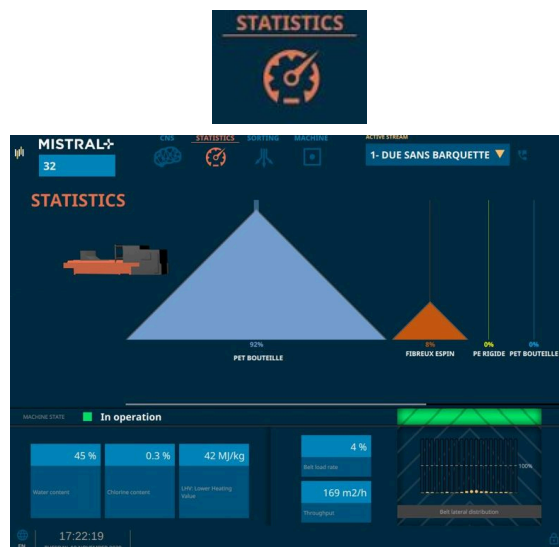 STATISTICS
CNS STATISTICS SORTING MACHINE ACTIVE STREAM
MISTRAL+
32
1- DUE SANS BARQUETTE
STATISTICS
92%
PET BOUTEILLE
8%
FIBREUX ESPIN
0%
PE RIGIDE
0%
PET BOUTEILLE
MACHINE STATE In operation
45 %
Water content
0.3 %
Chlorine content
42 MJ/kg
LHV: Lower Heating
Value
4 %
Belt load rate
169 m2/h
Throughput
100%
Belt lateral distribution
17:22:19
EN